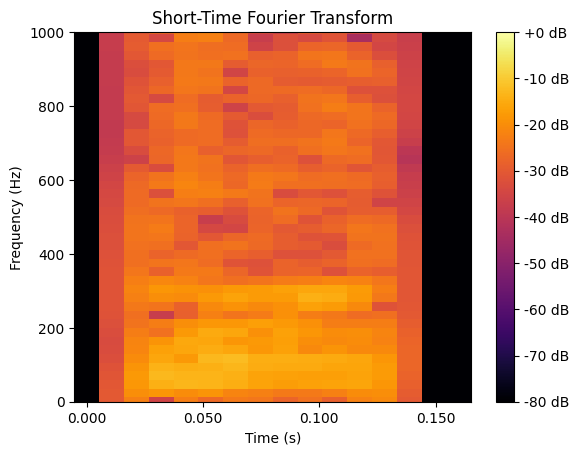 Short-Time Fourier Transform
1000
800
600
400
200
0
Frequency (Hz)
0.000
0.050
0.100
0.150
Time (s)
+0 dB
-10 dB
-20 dB
-30 dB
-40 dB
-50 dB
-60 dB
-70 dB
-80 dB